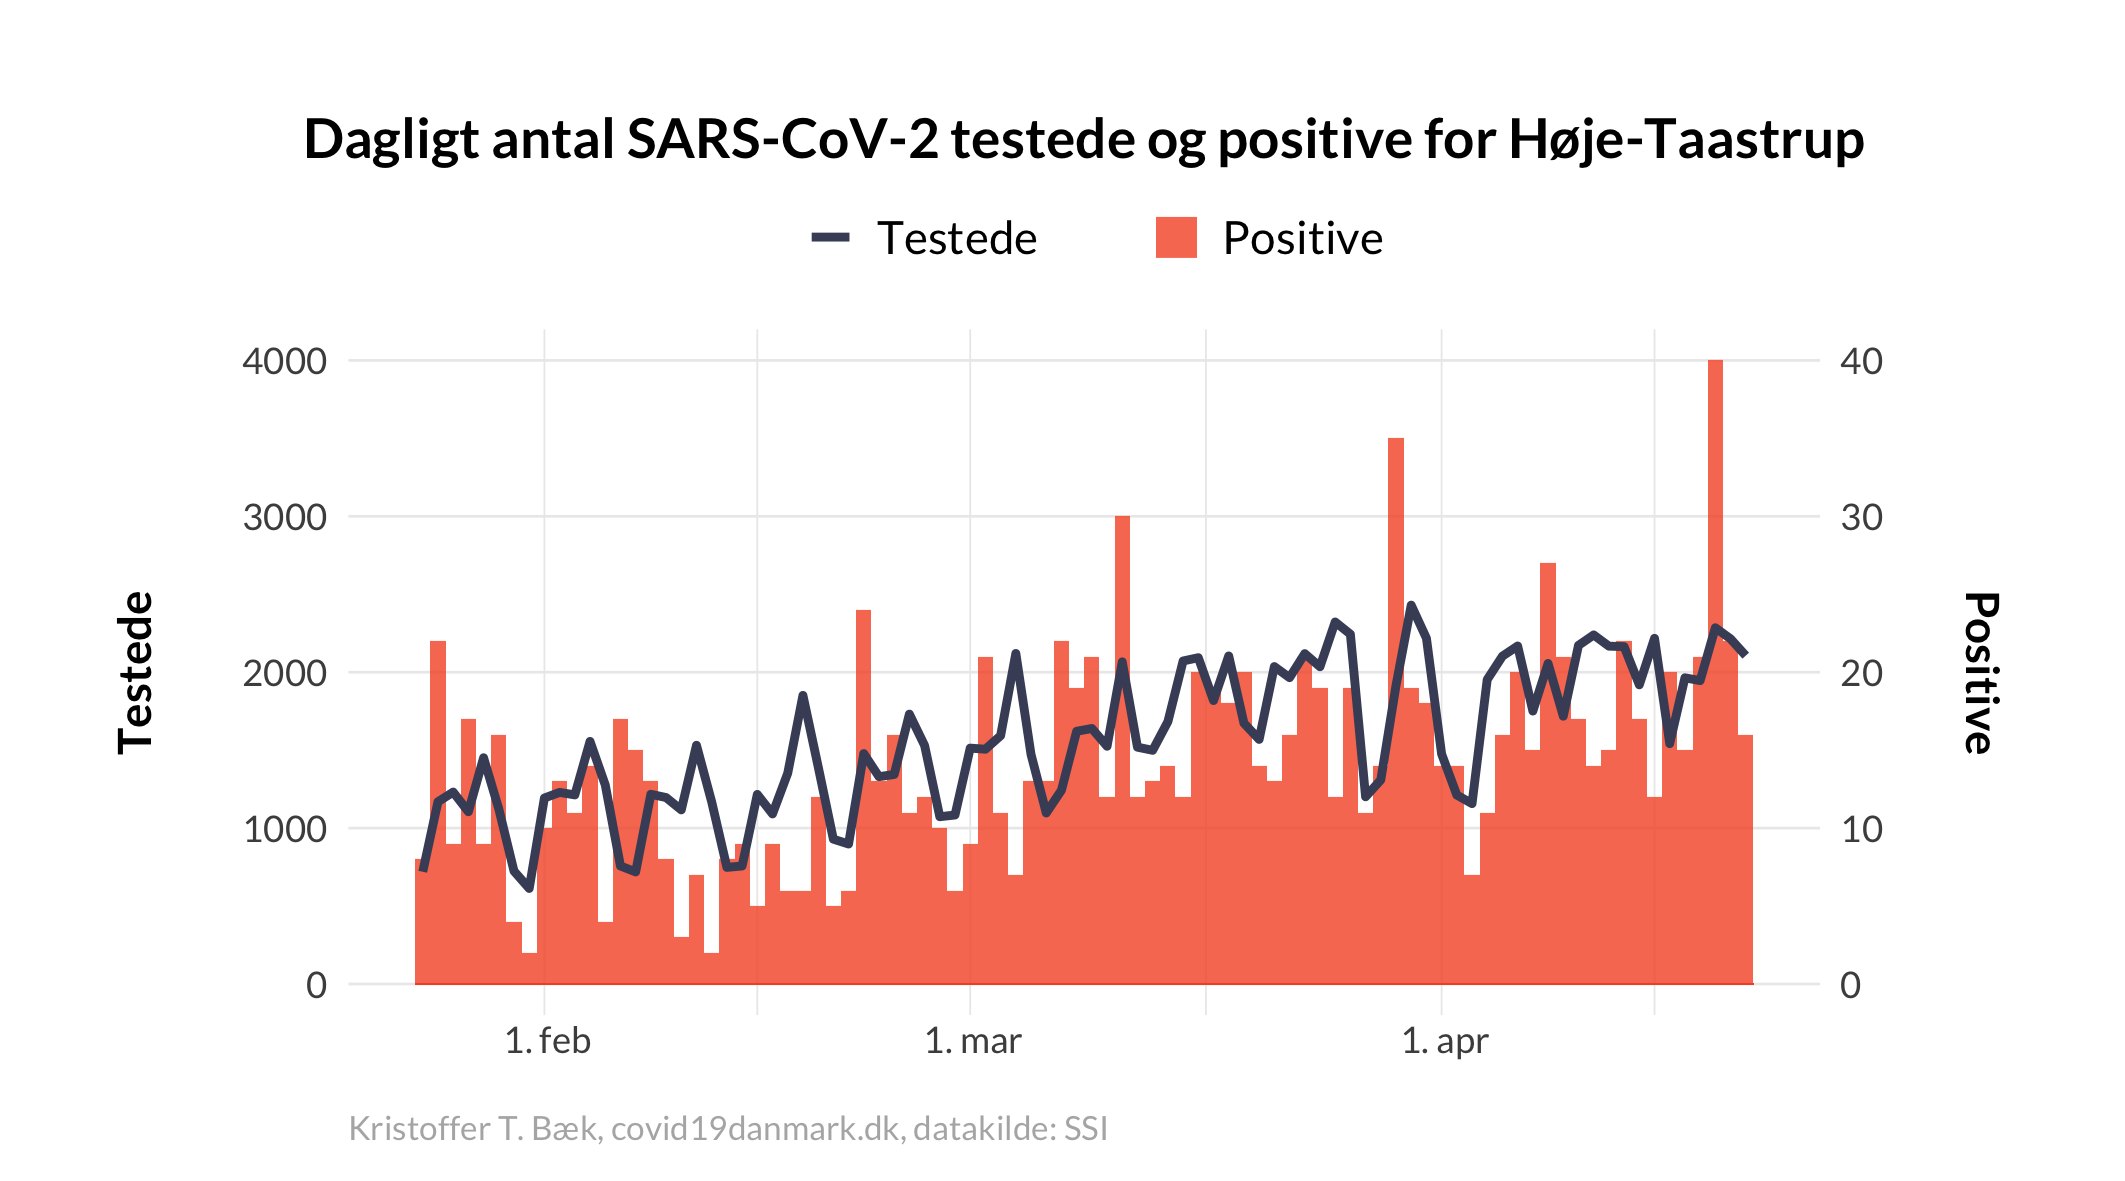 Dagligt antal SARS-CoV-2 testede og positive for Høje-Taastrup
Testede Positive
4000 40
3000 30
2000 20
1000 10
0 0
Testede
Positive
1. feb 1. mar 1. apr
Kristoffer T. Bæk, covid19danmark.dk, datakilde: SSI